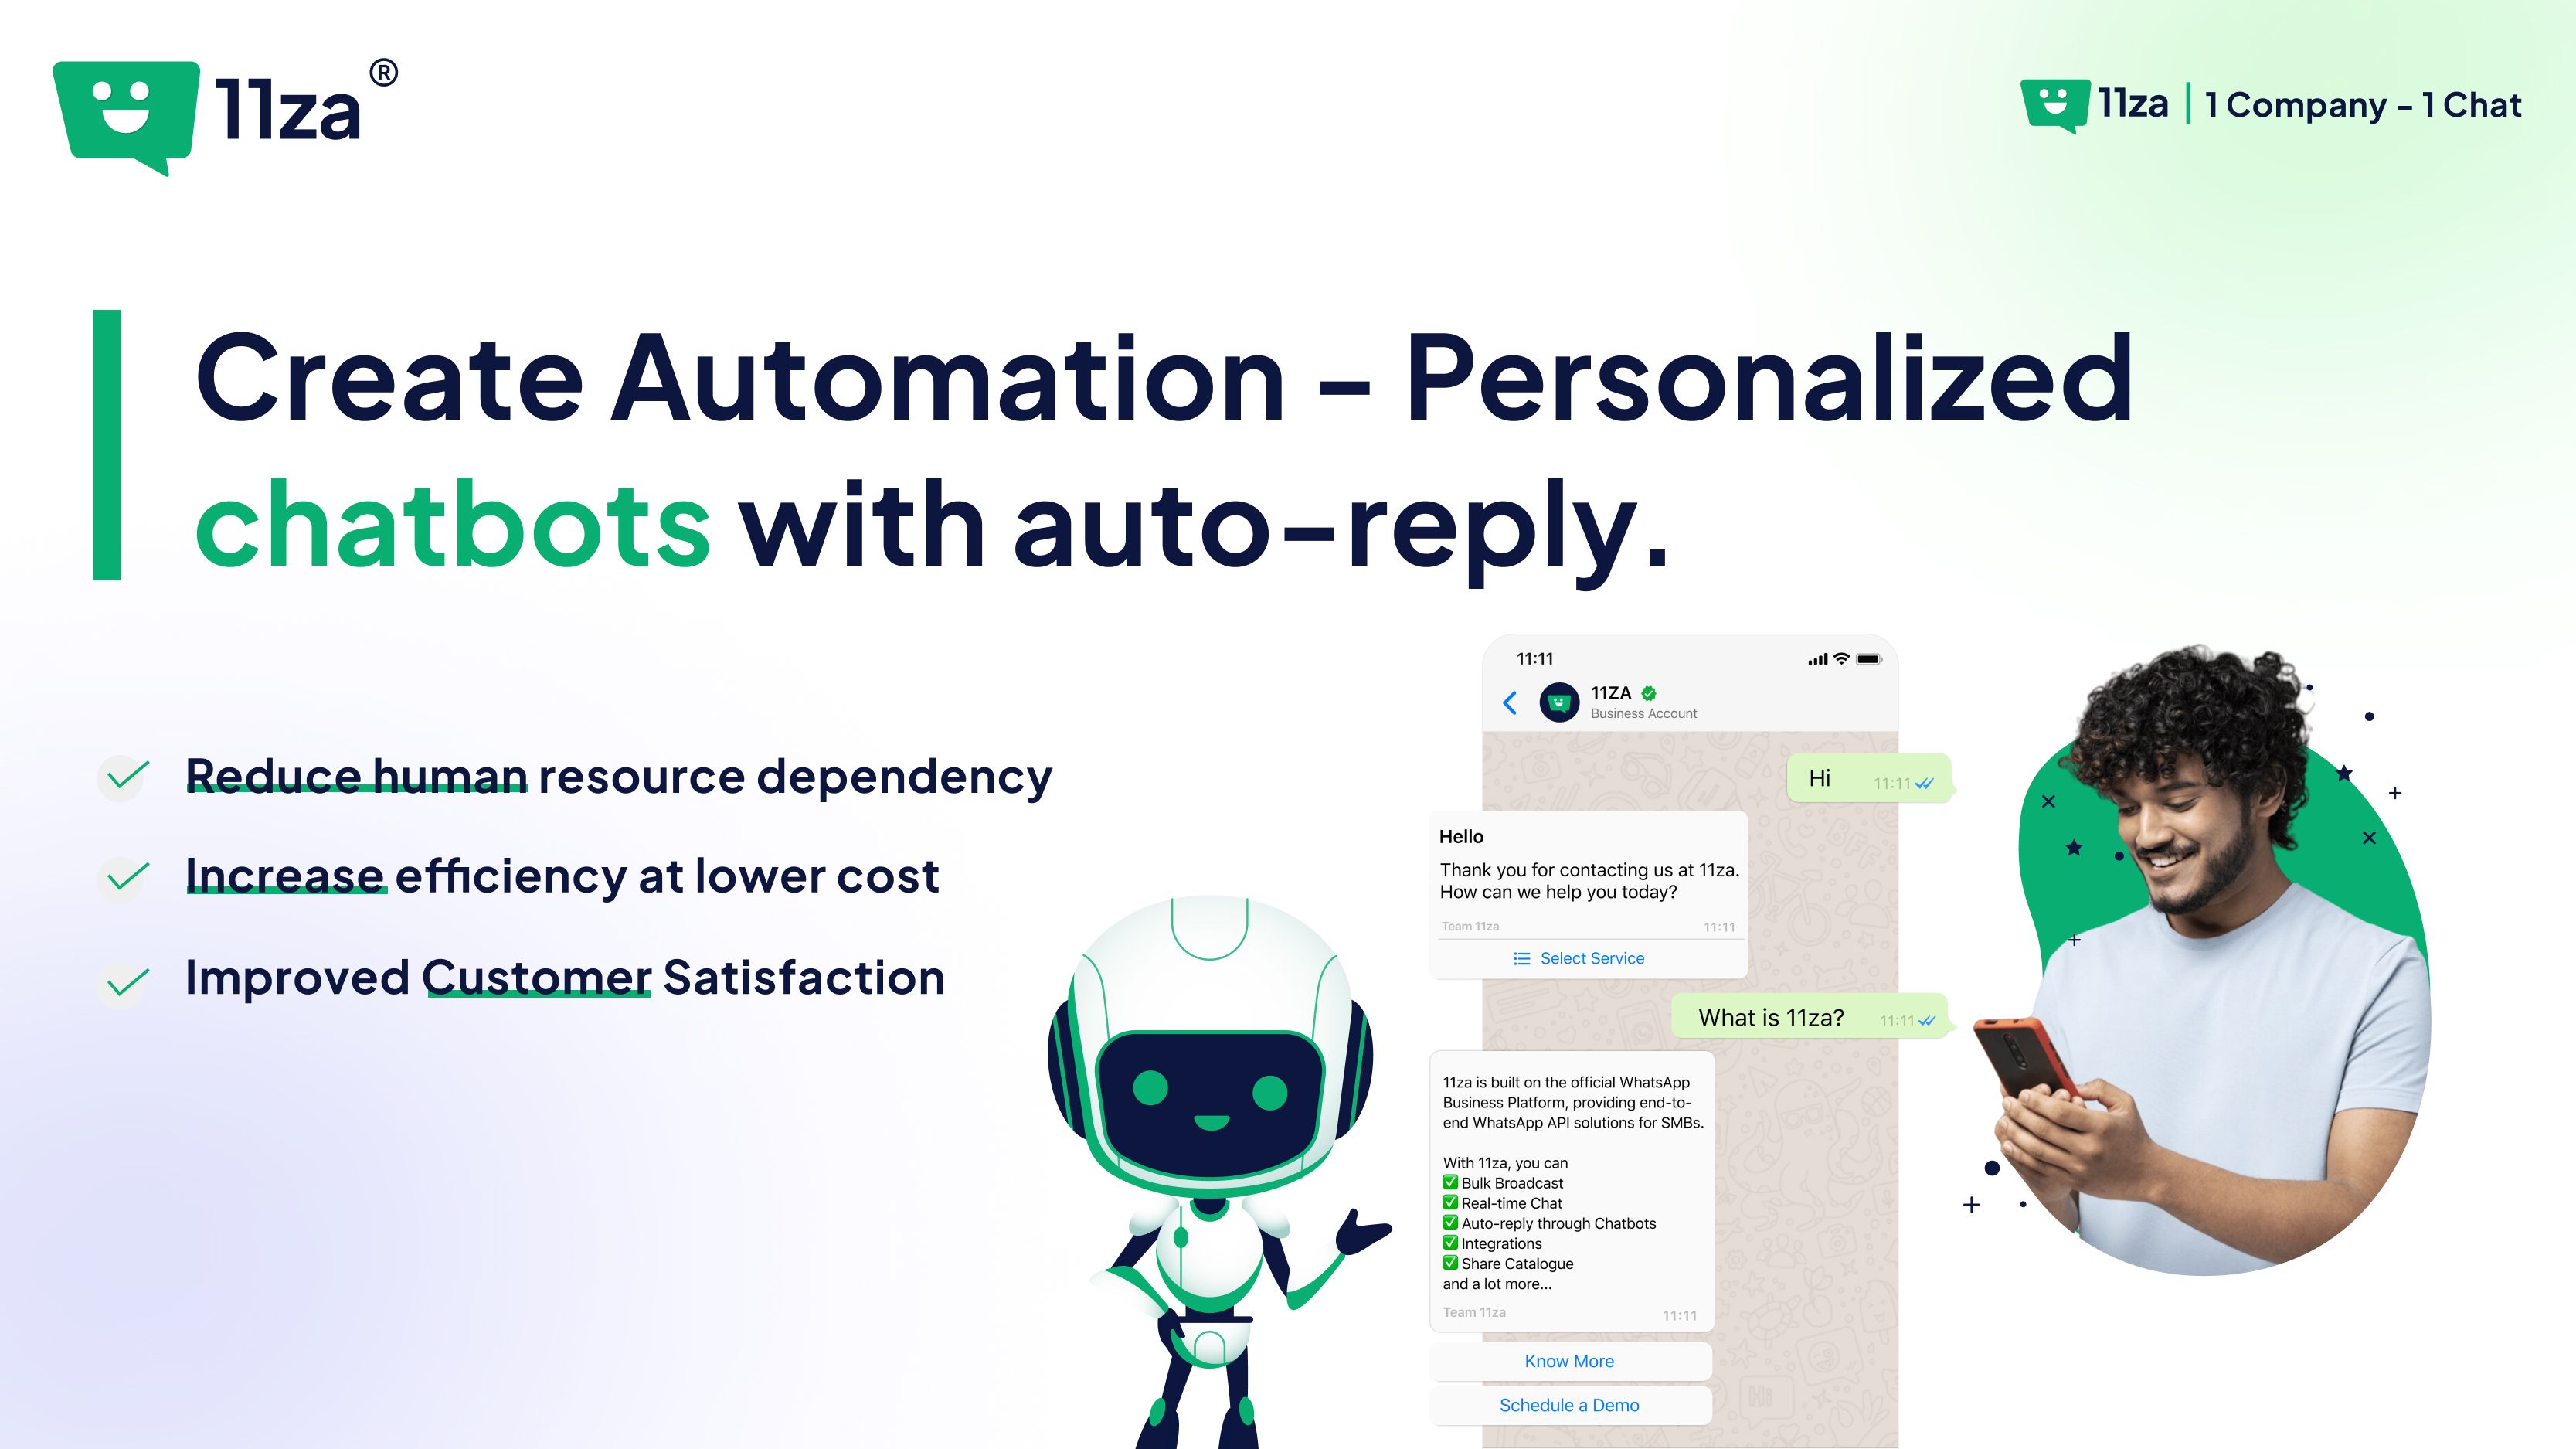 11za®
11za | 1 Company - 1 Chat
Create Automation - Personalized
chatbots with auto-reply.
Reduce human resource dependency
Increase efficiency at lower cost
Improved Customer Satisfaction
11:11
11ZA
Business Account
Hi 11:11
Hello
Thank you for contacting us at 11za.
How can we help you today?
Team 11za 11:11
Select Service
What is 11za? 11:11
11za is built on the official WhatsApp
Business Platform, providing end-to-
end WhatsApp API solutions for SMBs.
With 11za, you can
✅ Bulk Broadcast
✅ Real-time Chat
✅ Auto-reply through Chatbots
✅ Integrations
✅ Share Catalogue
and a lot more...
Team 11za 11:11
Know More
Schedule a Demo